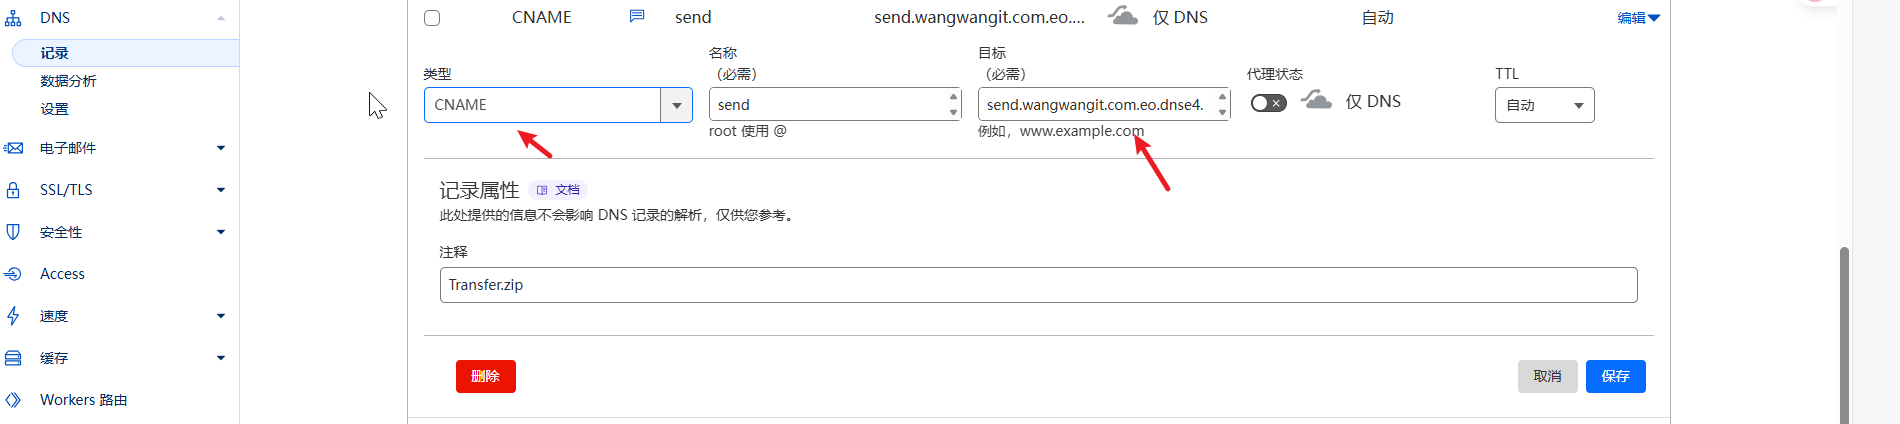 DNS
记录
数据分析
设置
电子邮件
SSL/TLS
安全性
Access
速度
缓存
Workers 路由
CNAME send send.wangwangit.com.eo.... 仅 DNS 自动 编辑
类型
CNAME
名称
（必需）
send
root 使用 @
目标
（必需）
send.wangwangit.com.eo.dnse4.
例如，www.example.com
代理状态
仅 DNS
TTL
自动
记录属性 文档
此处提供的信息不会影响 DNS 记录的解析，仅供您参考。
注释
Transfer.zip
删除 取消 保存